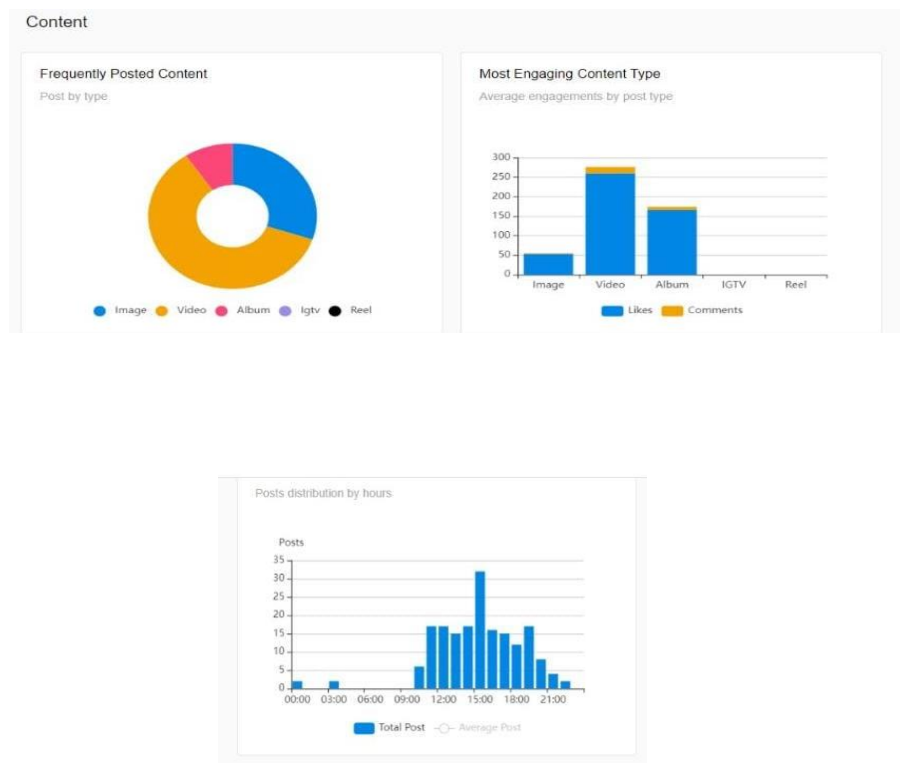 Content
Frequently Posted Content
Post by type
Image Video Album Igtv Reel
Most Engaging Content Type
Average engagements by post type
300
250
200
150
100
50
0
Image Video Album IGTV Reel
Likes Comments
Posts distribution by hours
Posts
35
30
25
20
15
10
5
0
00:00 03:00 06:00 09:00 12:00 15:00 18:00 21:00
Total Post Average Post